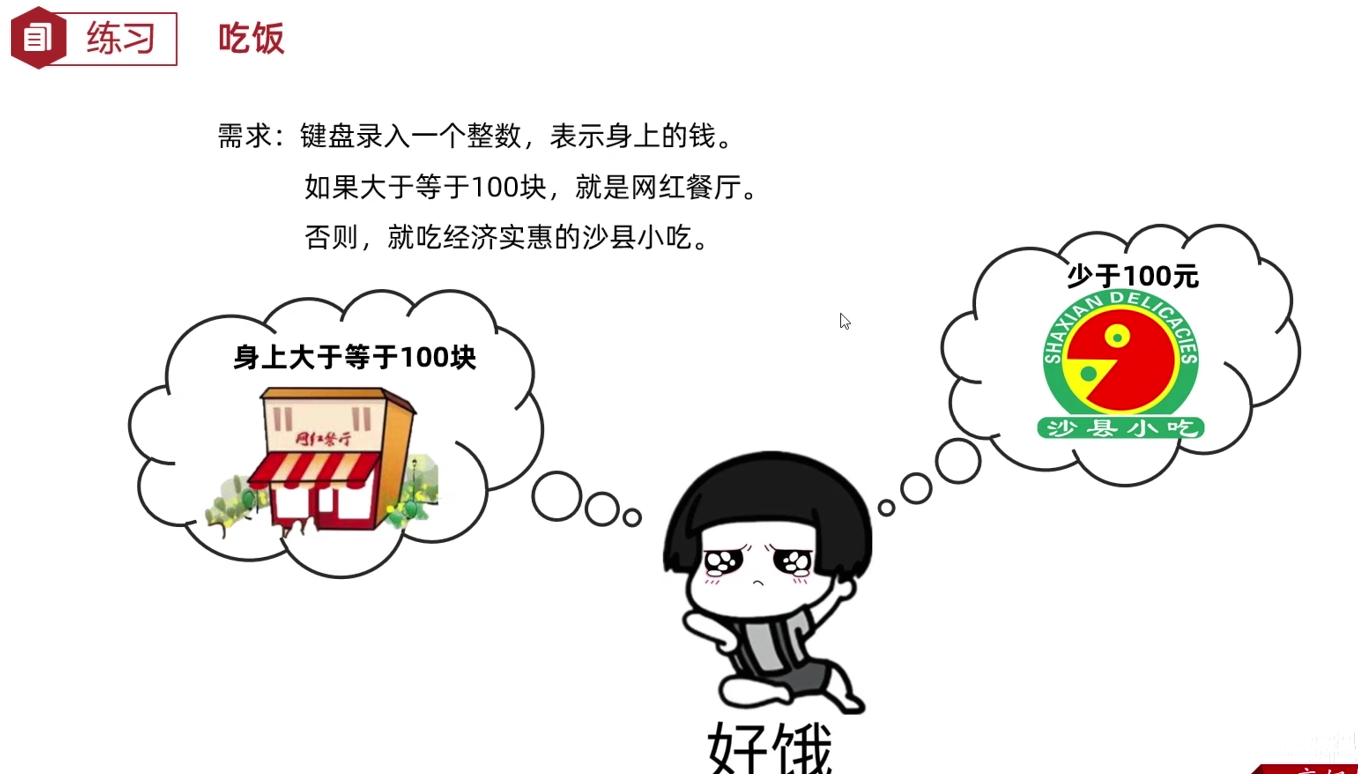 练习
吃饭
需求：键盘录入一个整数，表示身上的钱。
如果大于等于100块，就是网红餐厅。
否则，就吃经济实惠的沙县小吃。
身上大于等于100块
网红餐厅
少于100元
SHAXIAN DELICACIES
沙县小吃
好饿